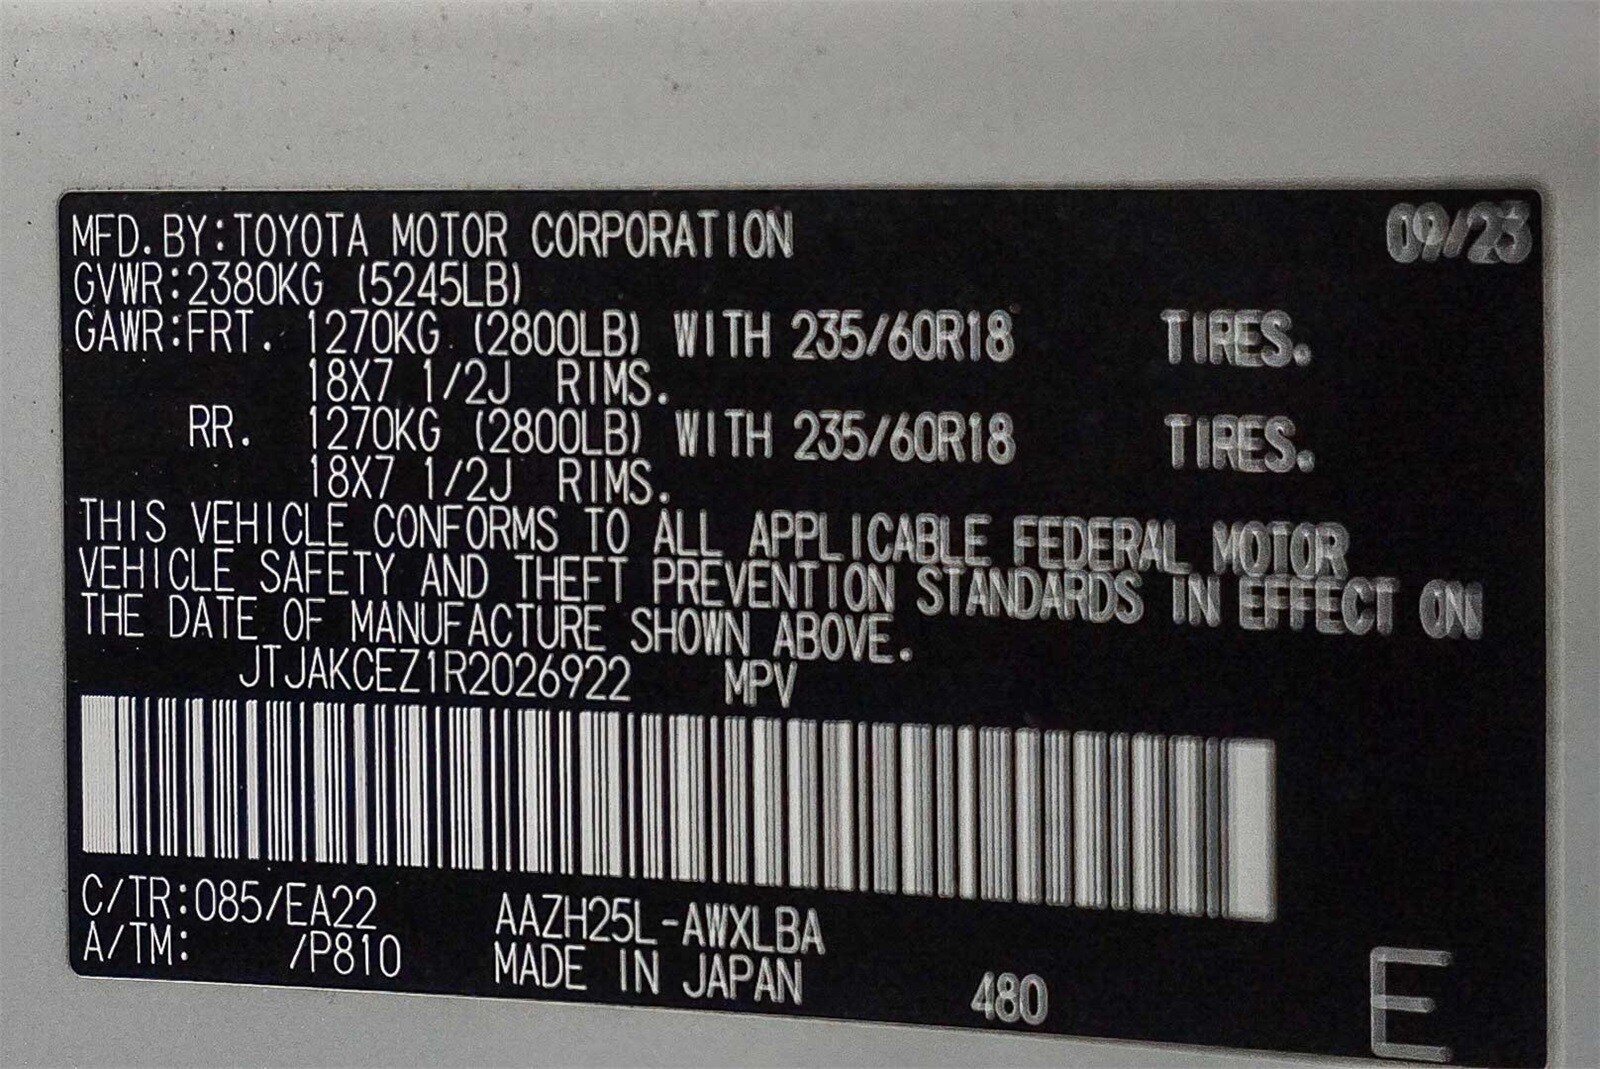 MFD. BY:TOYOTA MOTOR CORPORATION 09/23
GVWR:2380KG (5245LB)
GAWR:FRT. 1270KG (2800LB) WITH 235/60R18 TIRES.
18X7 1/2J RIMS.
RR. 1270KG (2800LB) WITH 235/60R18 TIRES.
18X7 1/2J RIMS.
THIS VEHICLE CONFORMS TO ALL APPLICABLE FEDERAL MOTOR
VEHICLE SAFETY AND THEFT PREVENTION STANDARDS IN EFFECT ON
THE DATE OF MANUFACTURE SHOWN ABOVE.
JTJAKCEZ1R2026922 MPV
C/TR:085/EA22 AAZH25L-AWXLBA
A/TM: /P810 MADE IN JAPAN 480 E